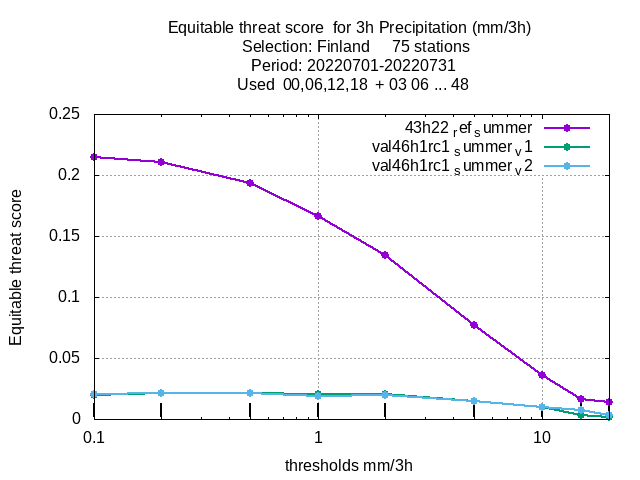 Equitable threat score  for 3h Precipitation (mm/3h)
Selection: Finland     75 stations
Period: 20220701-20220731
Used  00,06,12,18  + 03 06 ... 48
43h22 ref summer
val46h1rc1 summer v1
val46h1rc1 summer v2
Equitable threat score
0.25
0.2
0.15
0.1
0.05
0
0.1 1 10
thresholds mm/3h